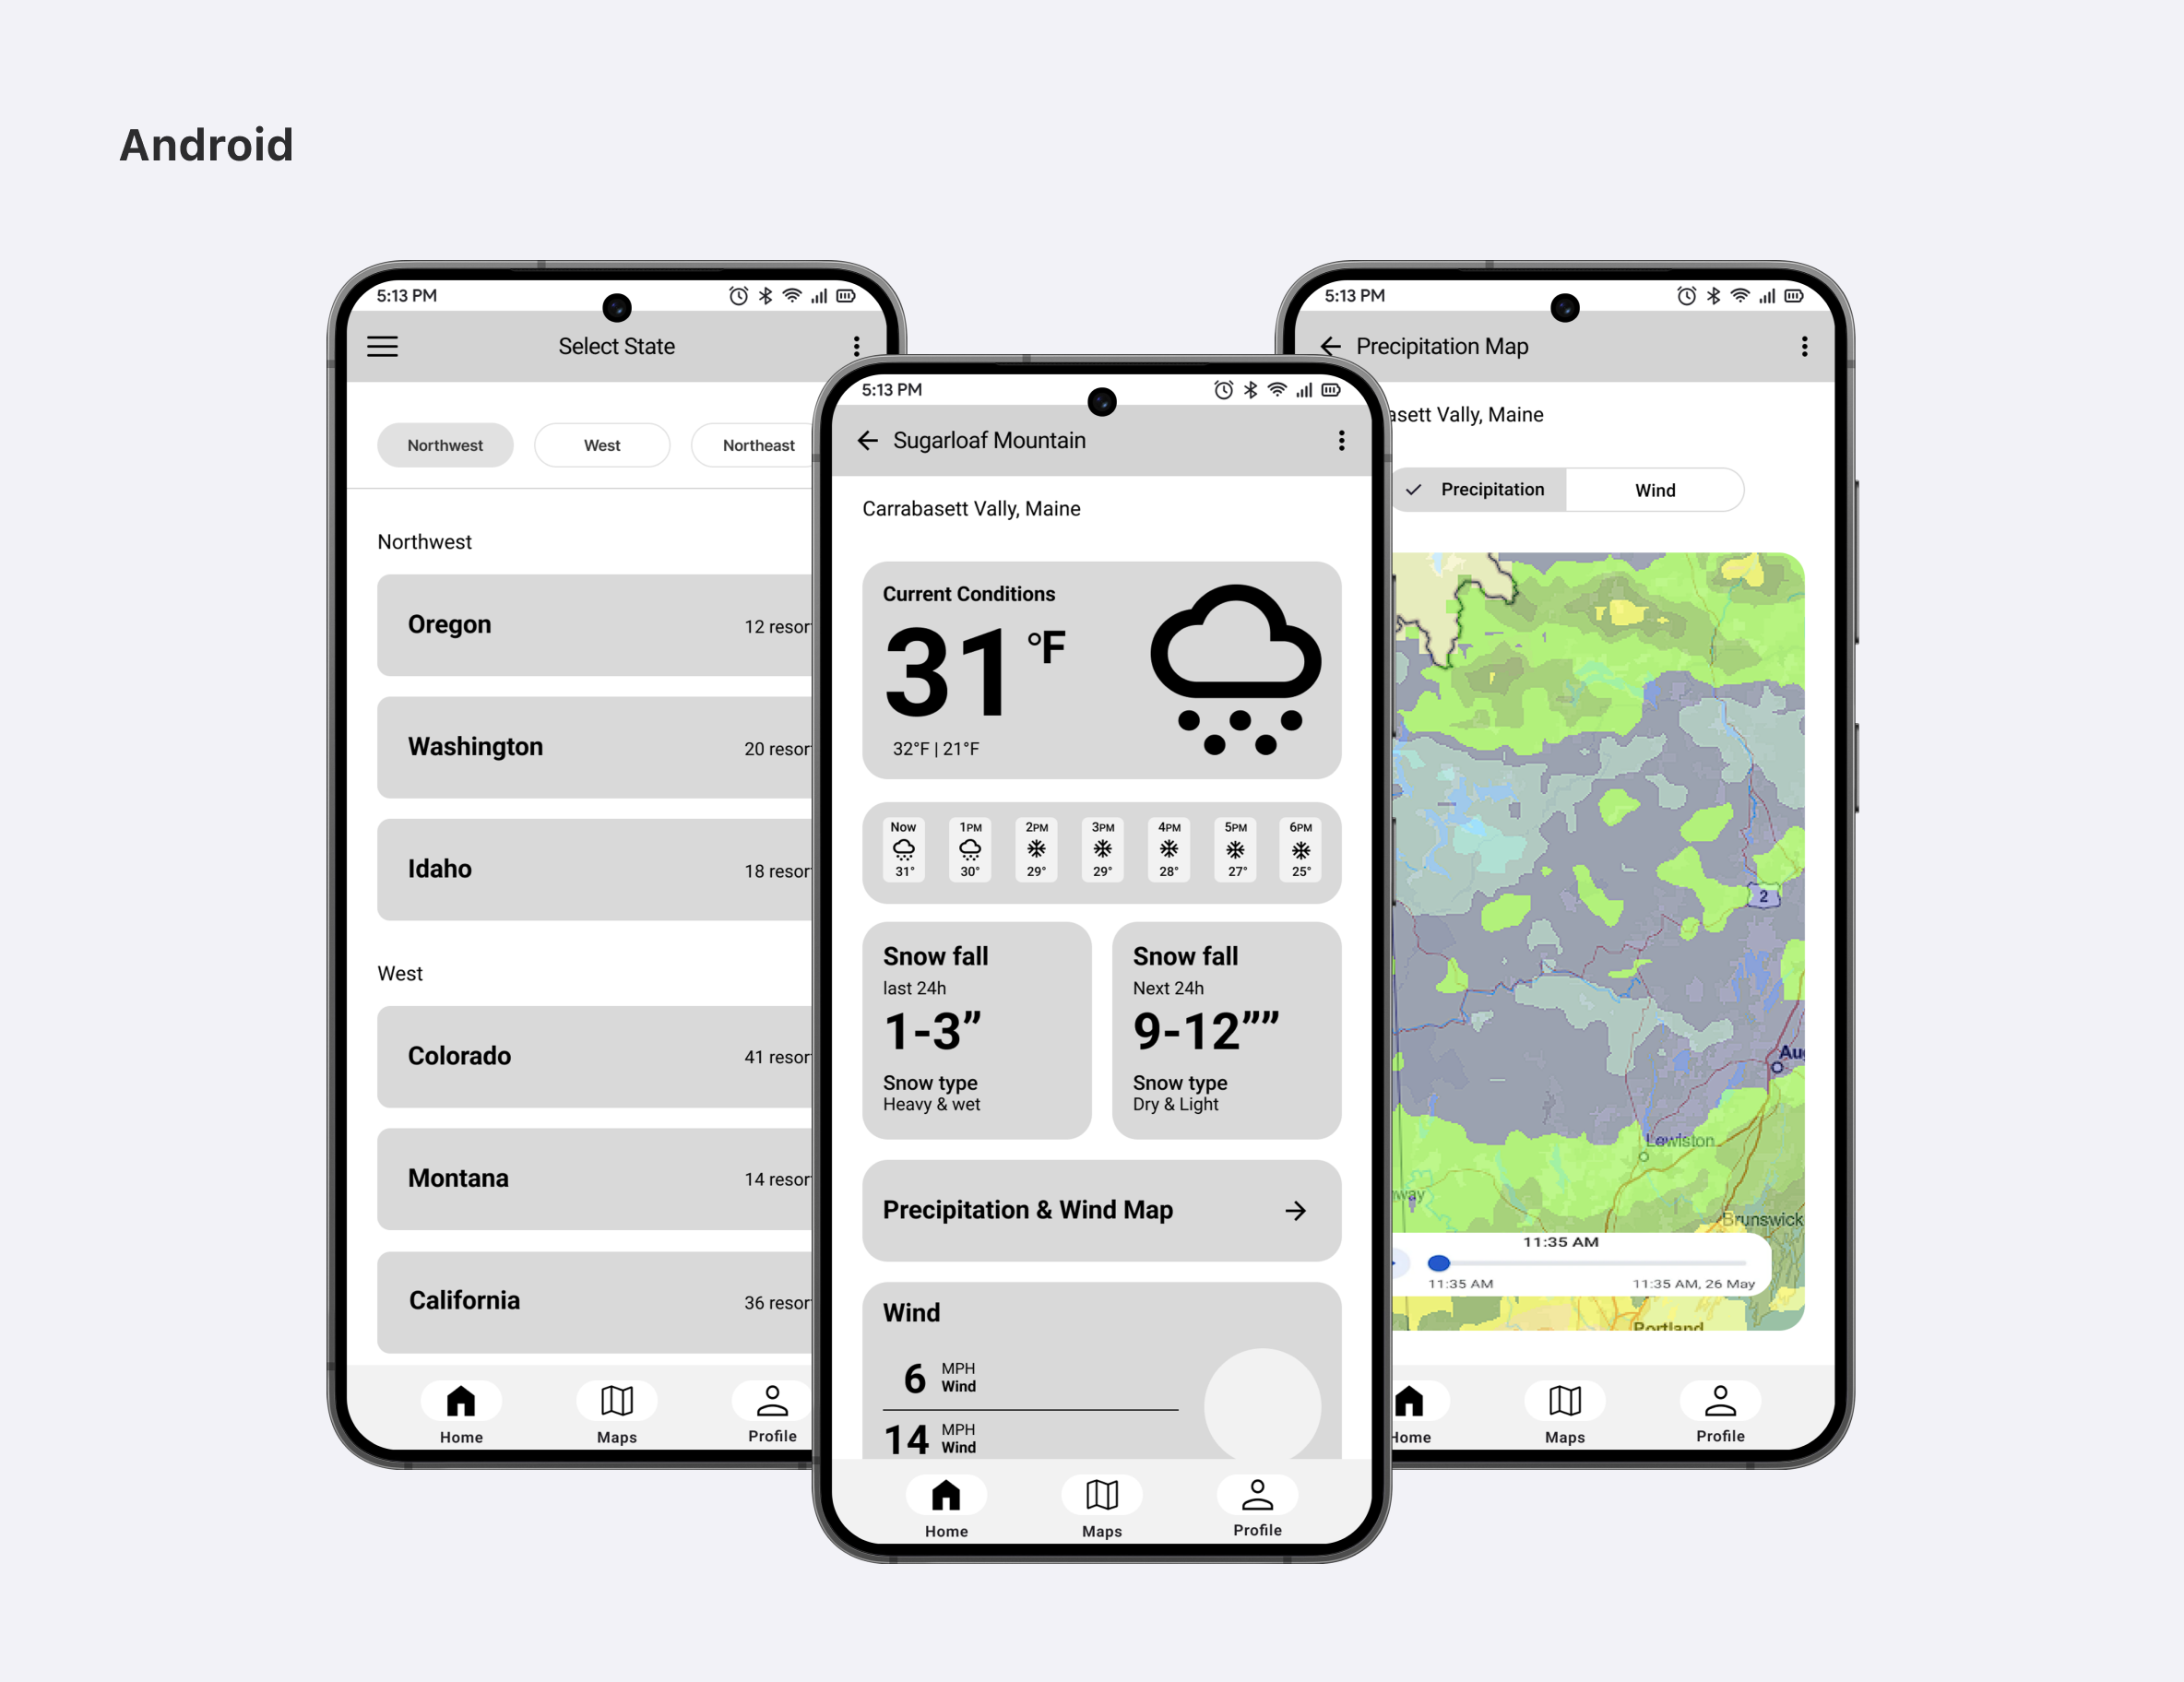 Android
5:13 PM
Select State
Northwest
West
Northeast
Northwest
Oregon
12 resor
Washington
20 resor
Idaho
18 resor
West
Colorado
41 resor
Montana
14 resor
California
36 resor
Home
Maps
Profile
5:13 PM
Sugarloaf Mountain
Carrabasett Vally, Maine
Current Conditions
31 °F
32°F | 21°F
Now 1PM 2PM 3PM 4PM 5PM 6PM
31° 30° 29° 29° 28° 27° 25°
Snow fall
last 24h
1-3”
Snow type
Heavy & wet
Snow fall
Next 24h
9-12””
Snow type
Dry & Light
Precipitation & Wind Map
Wind
6 MPH
Wind
14 MPH
Wind
Home
Maps
Profile
5:13 PM
Precipitation Map
asett Vally, Maine
Precipitation
Wind
2
Au
Lewiston
way
Brunswick
11:35 AM
11:35 AM
11:35 AM, 26 May
Portland
Home
Maps
Profile